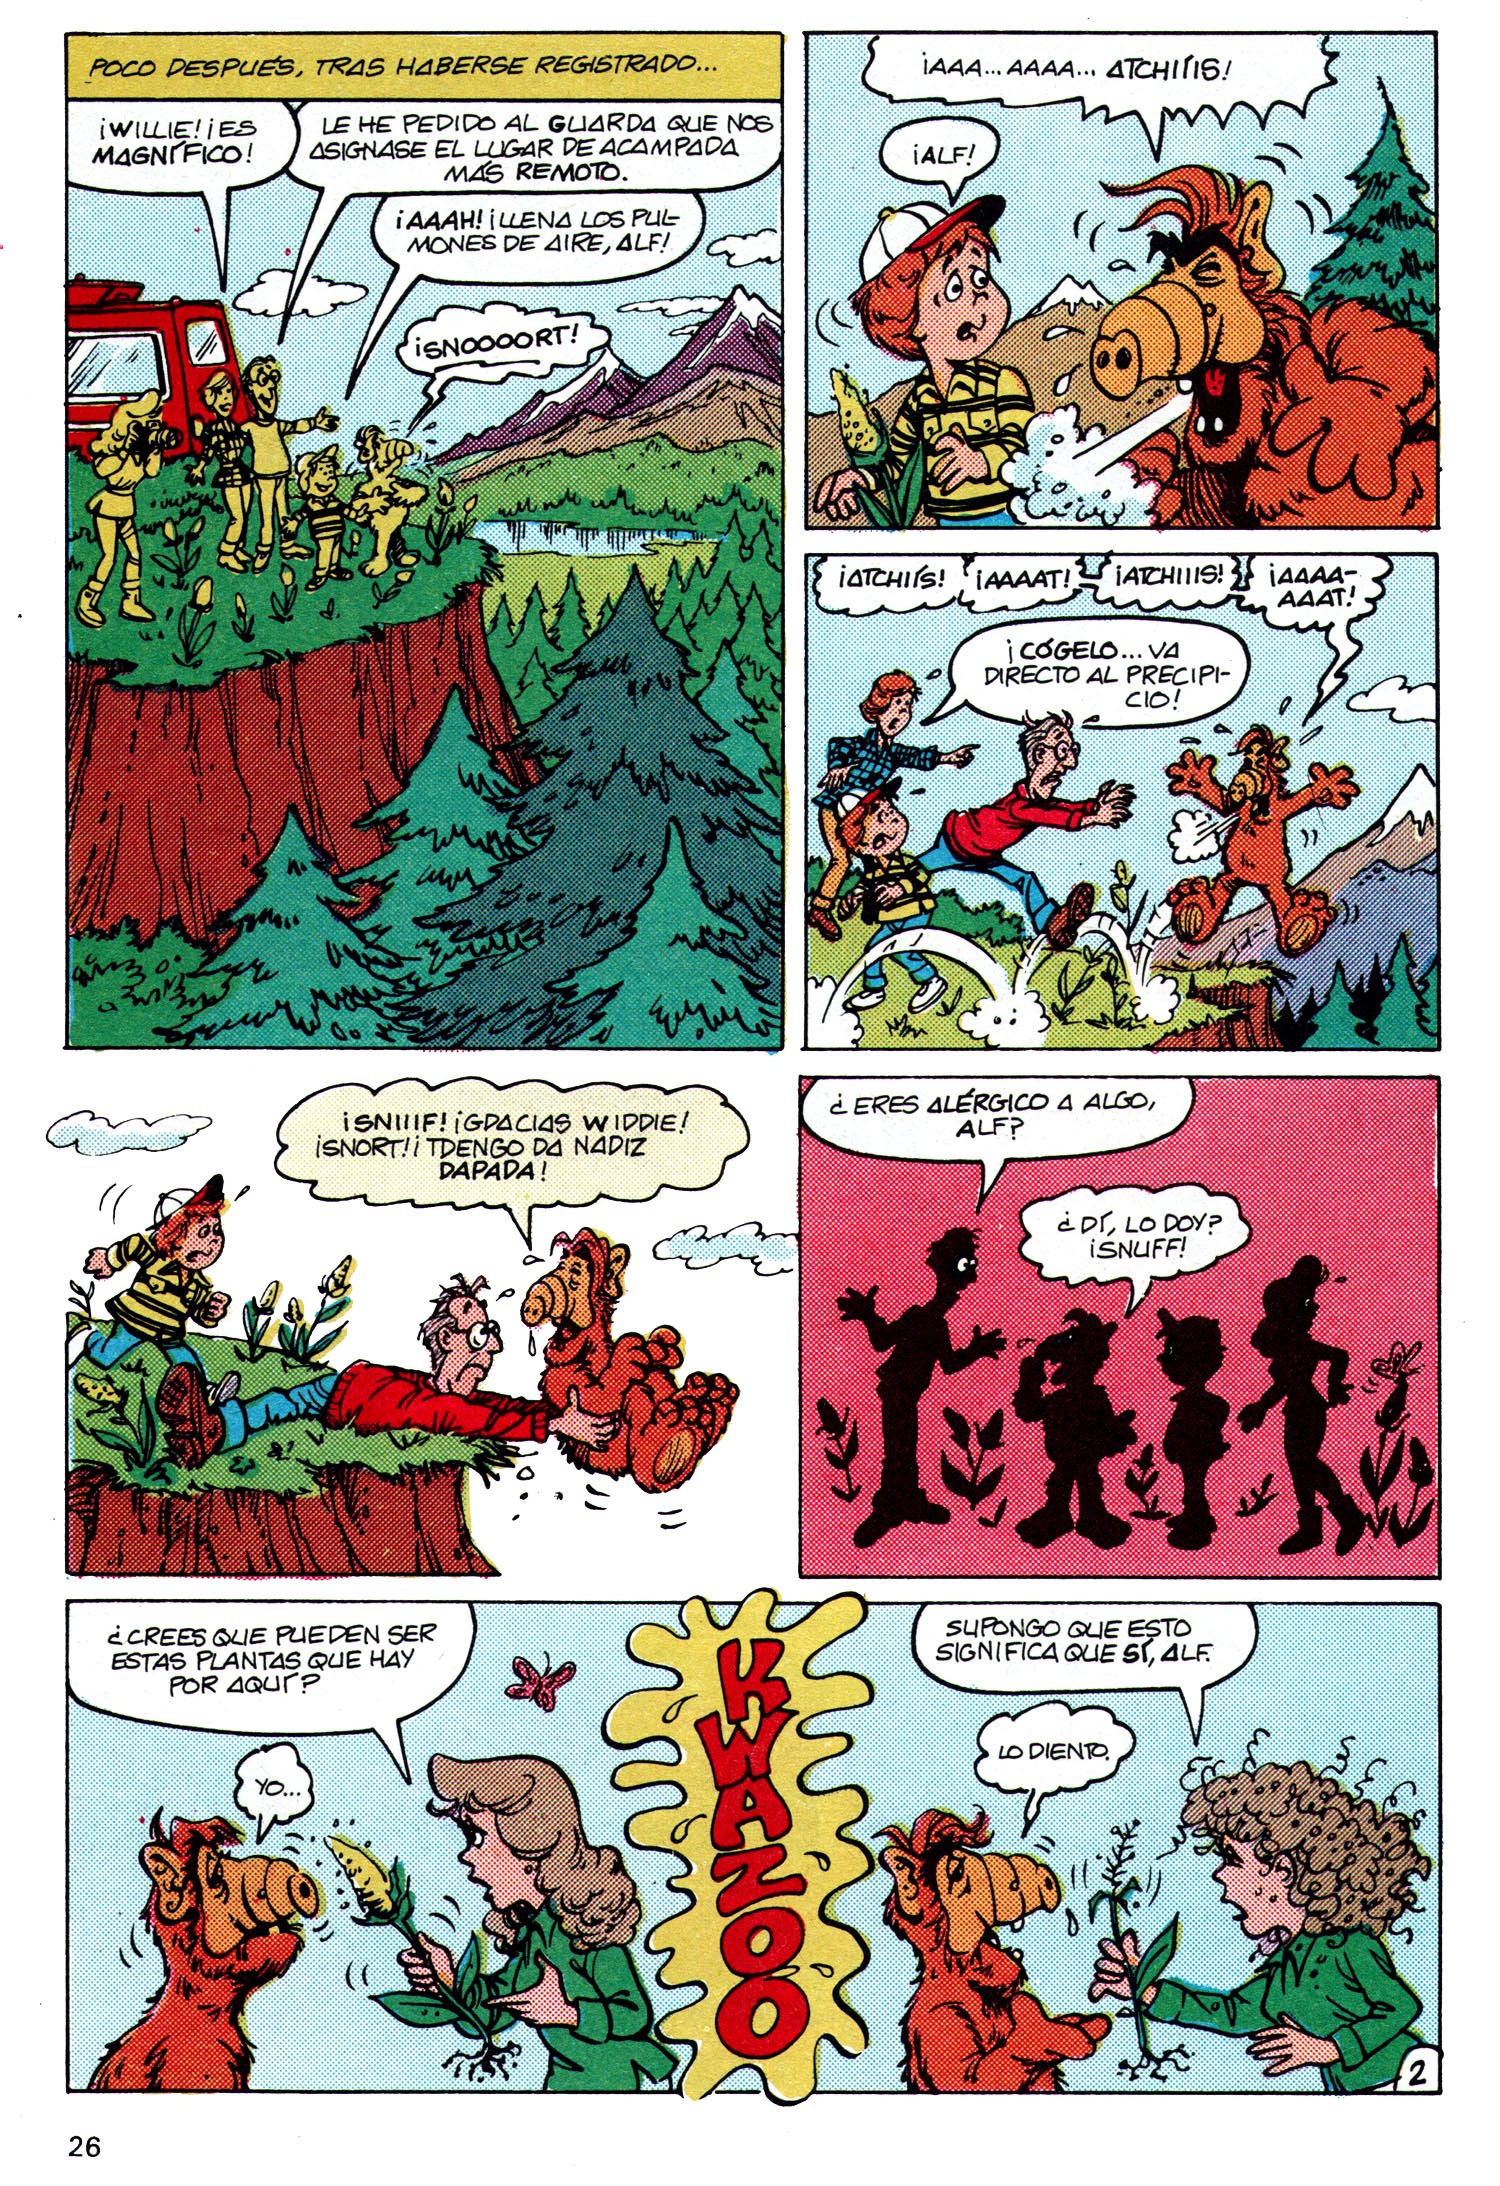 POCO DESPUÉS, TRAS HABERSE REGISTRADO...
¡WILLIE! ¡ES
MAGNÍFICO!
LE HE PEDIDO AL GUARDA QUE NOS
ASIGNASE EL LUGAR DE ACAMPADA
MÁS REMOTO.
¡AAAH! ¡LLENA LOS PUL-
MONES DE AIRE, ALF!
¡SNOOOORT!
¡AAA... AAAA... ATCHIÍIS!
¡ALF!
¡ATCHIÍS!
¡AAAAT!
¡ATCHIIIS!
¡AAAA-
AAAT!
¡CÓGELO... VA
DIRECTO AL PRECIPI-
CIO!
¡SNIIIF! ¡GDACIAS WIDDIE!
¡SNORT! ¡TDENGO DA NADIZ
DAPADA!
¿ERES ALÉRGICO A ALGO,
ALF?
¿DÍ, LO DOY?
¡SNUFF!
¿CREES QUE PUEDEN SER
ESTAS PLANTAS QUE HAY
POR AQUÍ?
YO...
KWAZOO
SUPONGO QUE ESTO
SIGNIFICA QUE SÍ, ALF.
LO DIENTO.
2
26